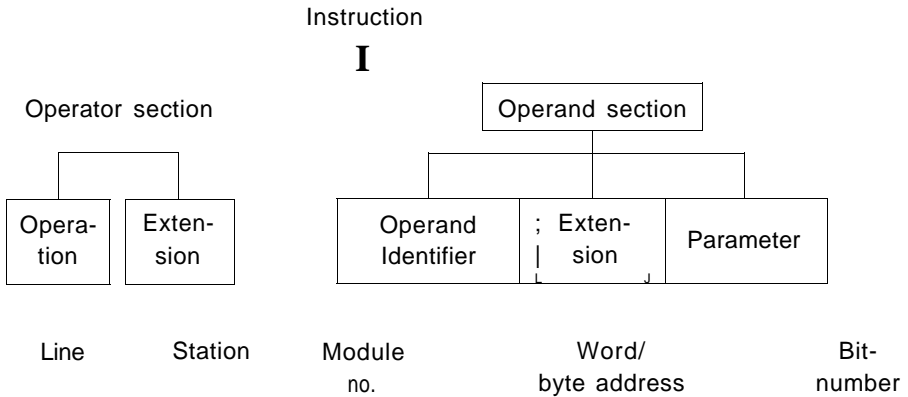 Instruction
I
Operator section
Operand section
Opera-
tion
Exten-
sion
Operand
Identifier
; Exten-
| sion
Parameter
Line
Station
Module
no.
Word/
byte address
Bit-
number